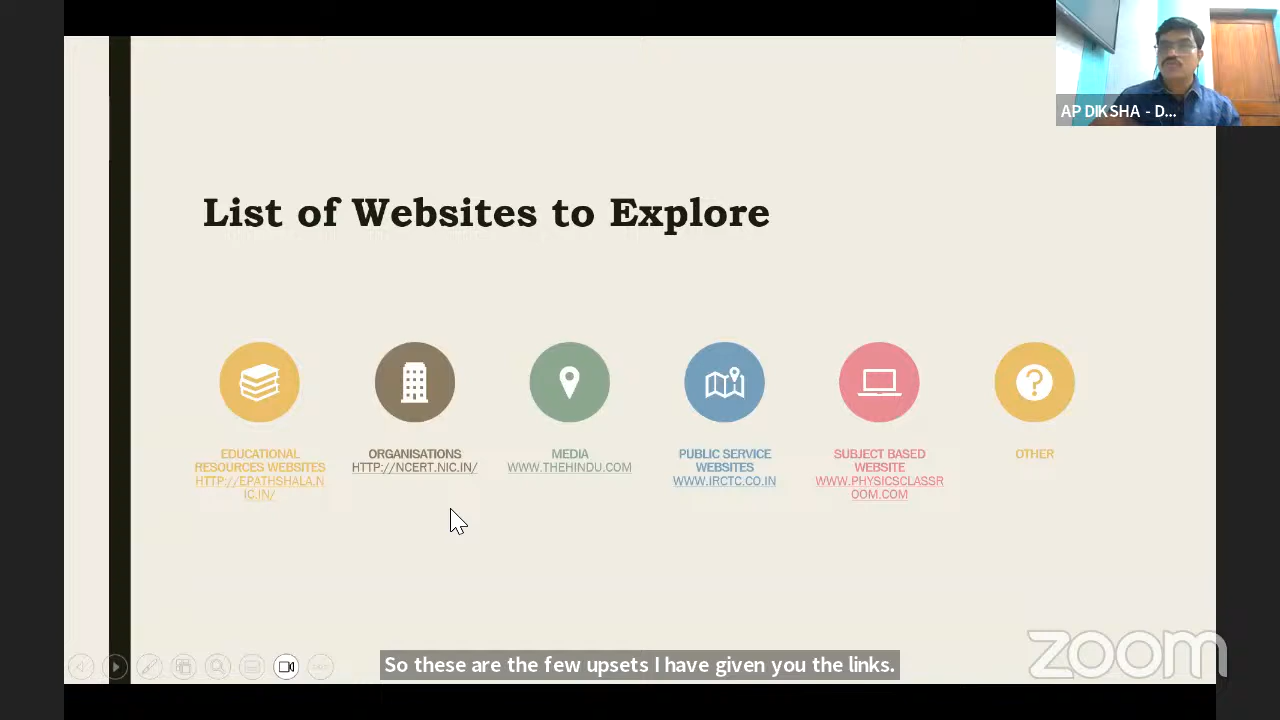 AP DIKSHA - D...
List of Websites to Explore
EDUCATIONAL
RESOURCES WEBSITES
HTTP://EPATHSHALA.N
IC.IN/
ORGANISATIONS
HTTP://NCERT.NIC.IN/
MEDIA
WWW.THEHINDU.COM
PUBLIC SERVICE
WEBSITES
WWW.IRCTC.CO.IN
SUBJECT BASED
WEBSITE
WWW.PHYSICSCLASSR
OOM.COM
OTHER
So these are the few upsets I have given you the links.
zoom